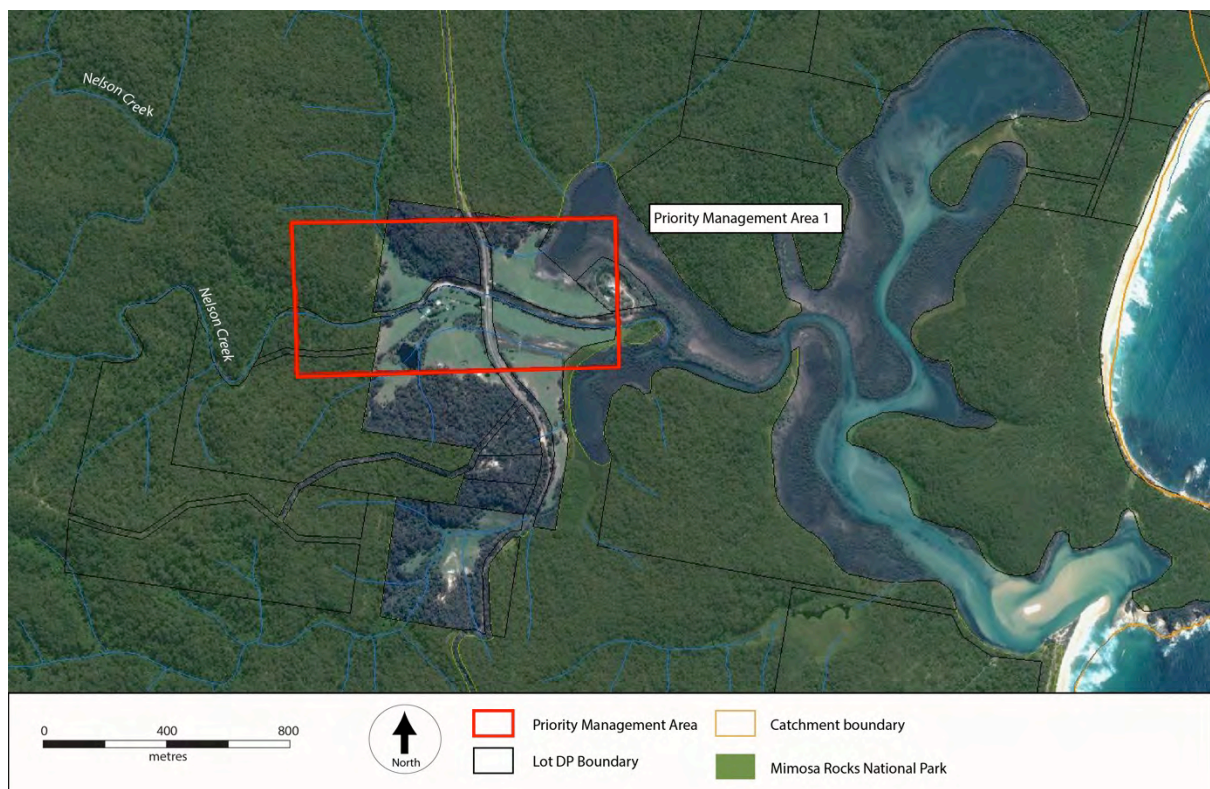 Nelson Creek
Priority Management Area 1
Nelson Creek
0 400 800
metres
North
Priority Management Area
Lot DP Boundary
Catchment boundary
Mimosa Rocks National Park